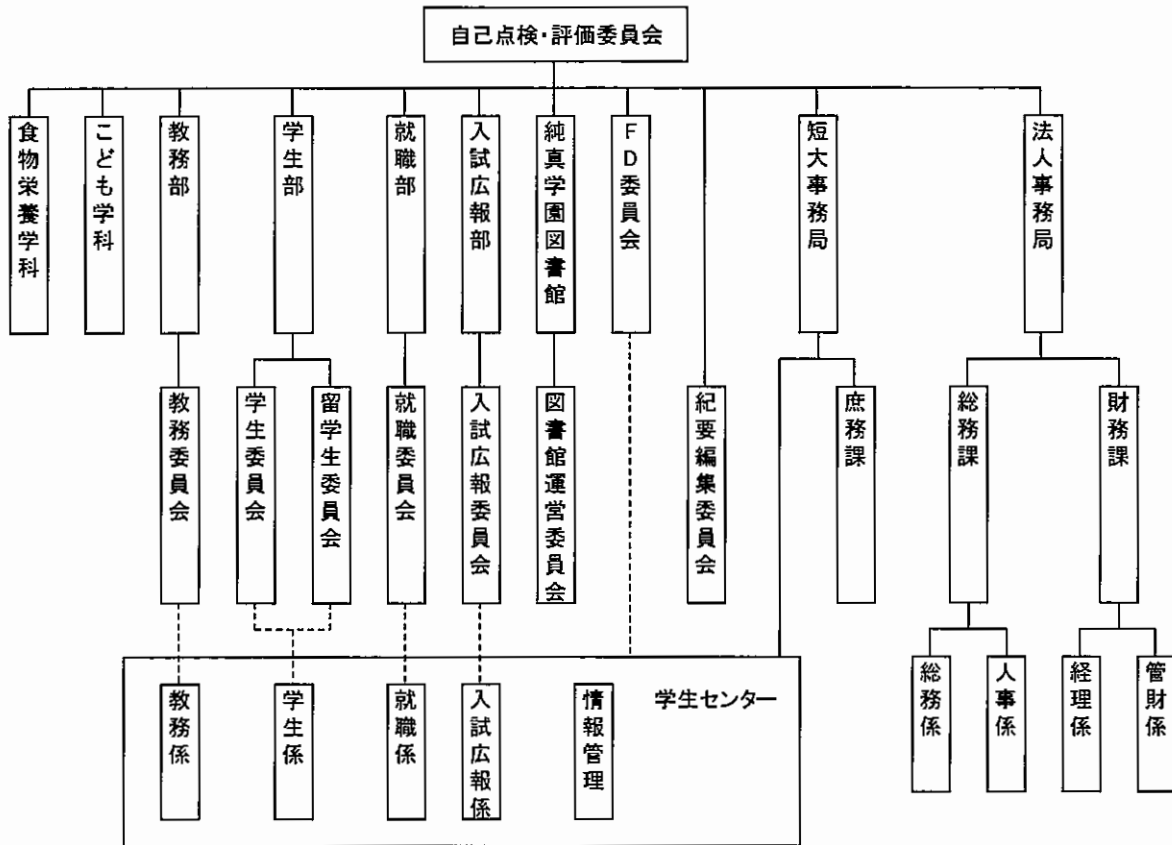 自己点検・評価委員会
食物栄養学科
こども学科
教務部
学生部
就職部
入試広報部
純真学園図書館
FD委員会
短大事務局
法人事務局
教務委員会
学生委員会
留学生委員会
就職委員会
入試広報委員会
図書館運営委員会
紀要編集委員会
庶務課
総務課
財務課
教務係
学生係
就職係
入試広報係
情報管理
学生センター
総務係
人事係
経理係
管財係